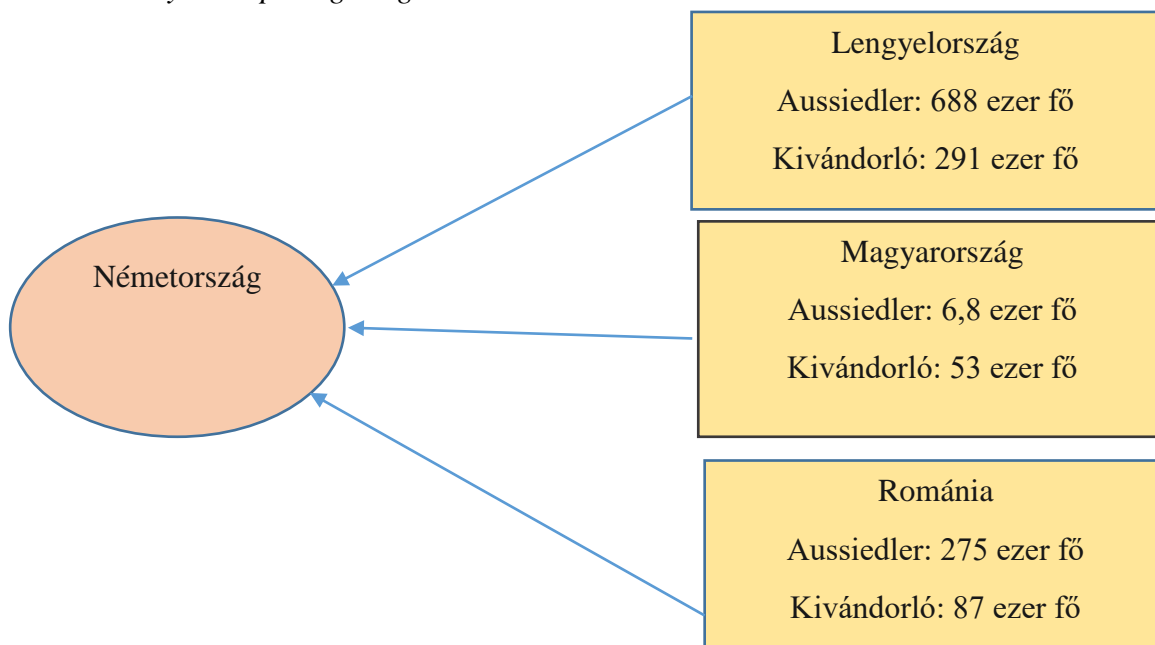 Lengyelország
Aussiedler: 688 ezer fő
Kivándorló: 291 ezer fő
Németország
Magyarország
Aussiedler: 6,8 ezer fő
Kivándorló: 53 ezer fő
Románia
Aussiedler: 275 ezer fő
Kivándorló: 87 ezer fő